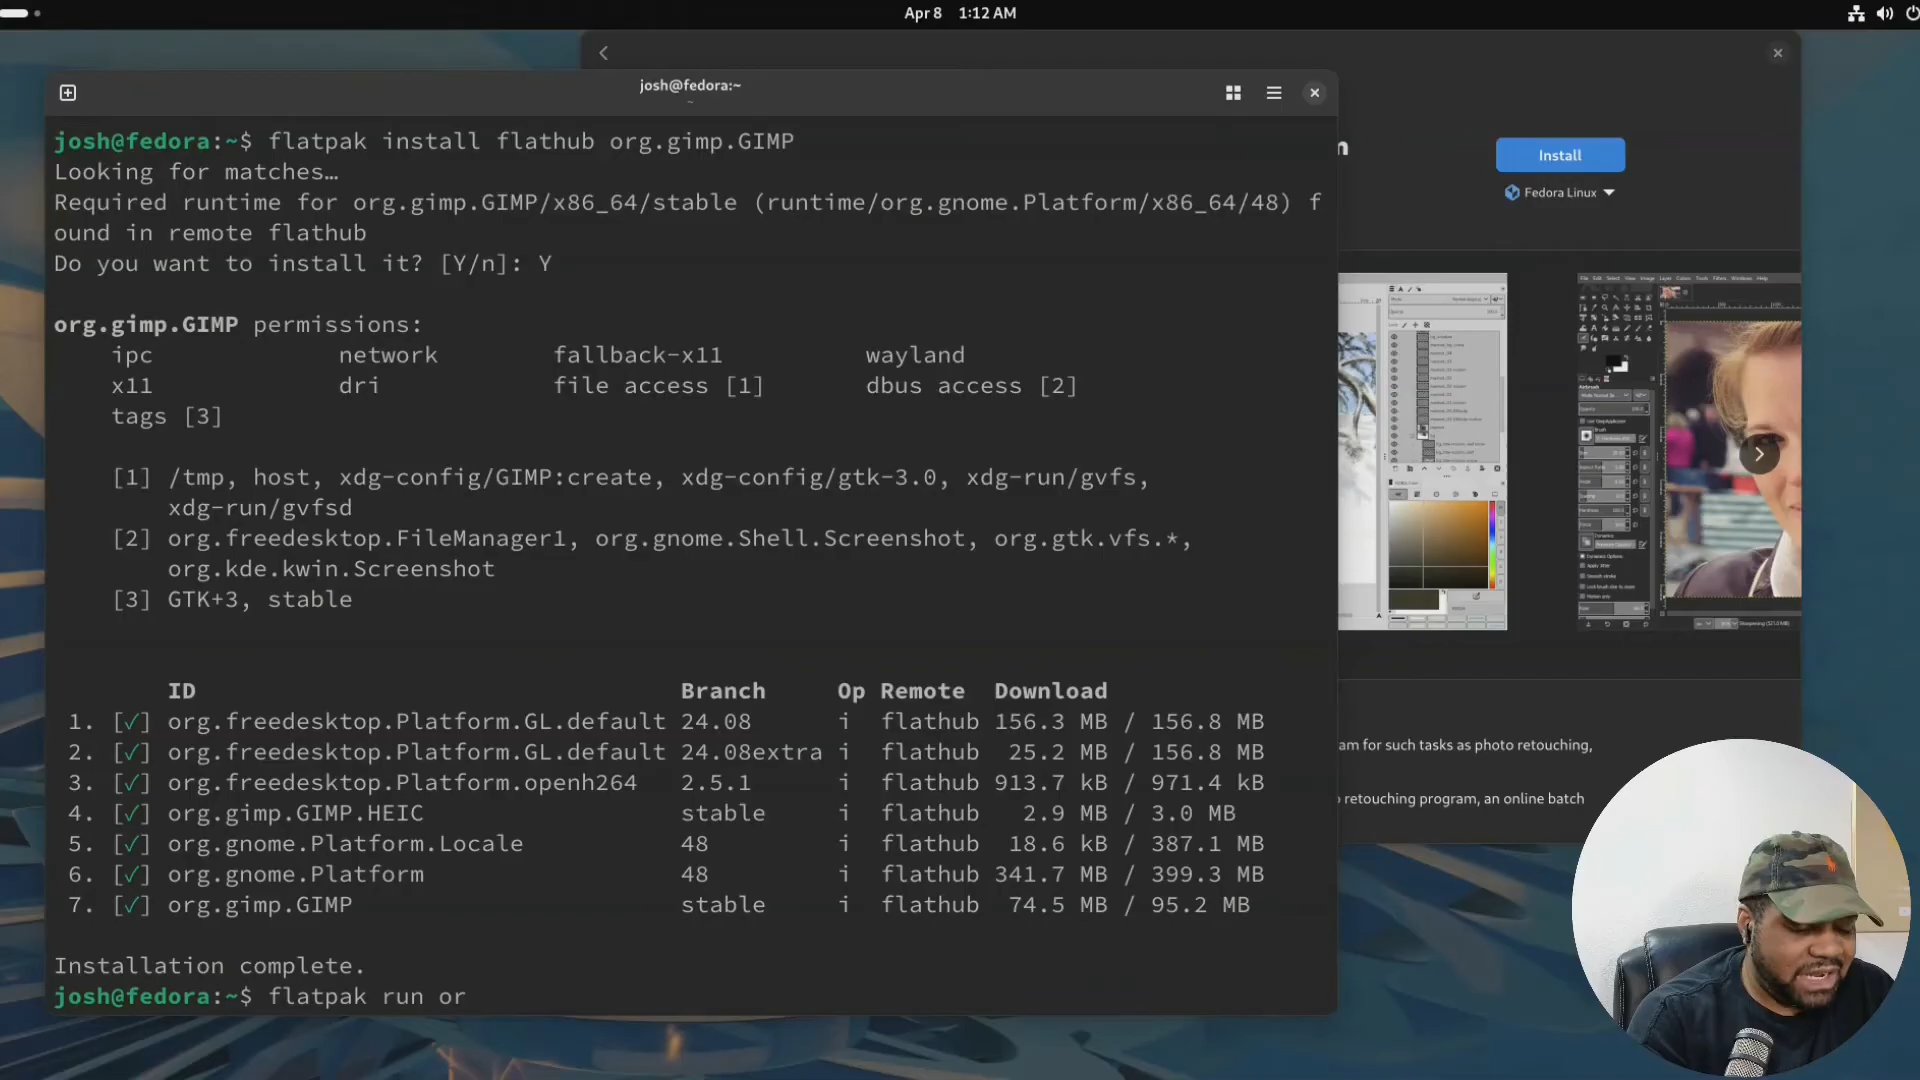 Apr 8 1:12 AM
josh@fedora:~
~
josh@fedora:~$ flatpak install flathub org.gimp.GIMP
Looking for matches…
Required runtime for org.gimp.GIMP/x86_64/stable (runtime/org.gnome.Platform/x86_64/48) f
ound in remote flathub
Do you want to install it? [Y/n]: Y
org.gimp.GIMP permissions:
ipc network fallback-x11 wayland
x11 dri file access [1] dbus access [2]
tags [3]
[1] /tmp, host, xdg-config/GIMP:create, xdg-config/gtk-3.0, xdg-run/gvfs,
xdg-run/gvfsd
[2] org.freedesktop.FileManager1, org.gnome.Shell.Screenshot, org.gtk.vfs.*,
org.kde.kwin.Screenshot
[3] GTK+3, stable
ID Branch Op Remote Download
1. [✓] org.freedesktop.Platform.GL.default 24.08 i flathub 156.3 MB / 156.8 MB
2. [✓] org.freedesktop.Platform.GL.default 24.08extra i flathub 25.2 MB / 156.8 MB
3. [✓] org.freedesktop.Platform.openh264 2.5.1 i flathub 913.7 kB / 971.4 kB
4. [✓] org.gimp.GIMP.HEIC stable i flathub 2.9 MB / 3.0 MB
5. [✓] org.gnome.Platform.Locale 48 i flathub 18.6 kB / 387.1 MB
6. [✓] org.gnome.Platform 48 i flathub 341.7 MB / 399.3 MB
7. [✓] org.gimp.GIMP stable i flathub 74.5 MB / 95.2 MB
Installation complete.
josh@fedora:~$ flatpak run or
n
Install
Fedora Linux
File Edit Select View Image Layer Colors Tools Filters Windows Help
am for such tasks as photo retouching,
retouching program, an online batch